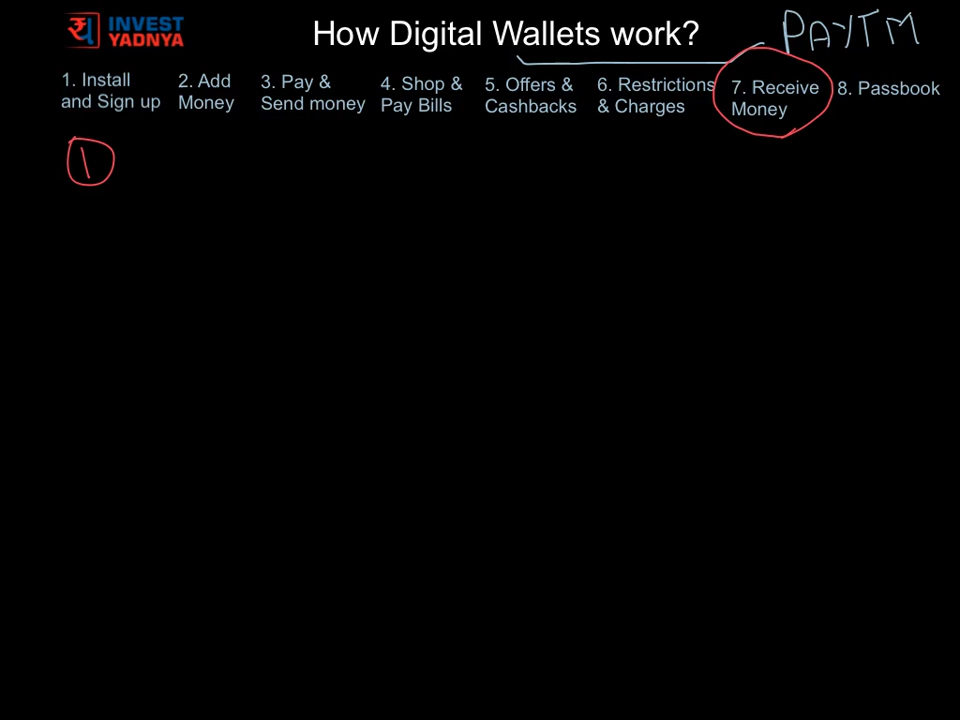 यู INVEST
YADNYA
How Digital Wallets work?
PAYTM
1. Install
and Sign up
2. Add
Money
3. Pay &
Send money
4. Shop &
Pay Bills
5. Offers &
Cashbacks
6. Restrictions
& Charges
7. Receive
Money
8. Passbook
1